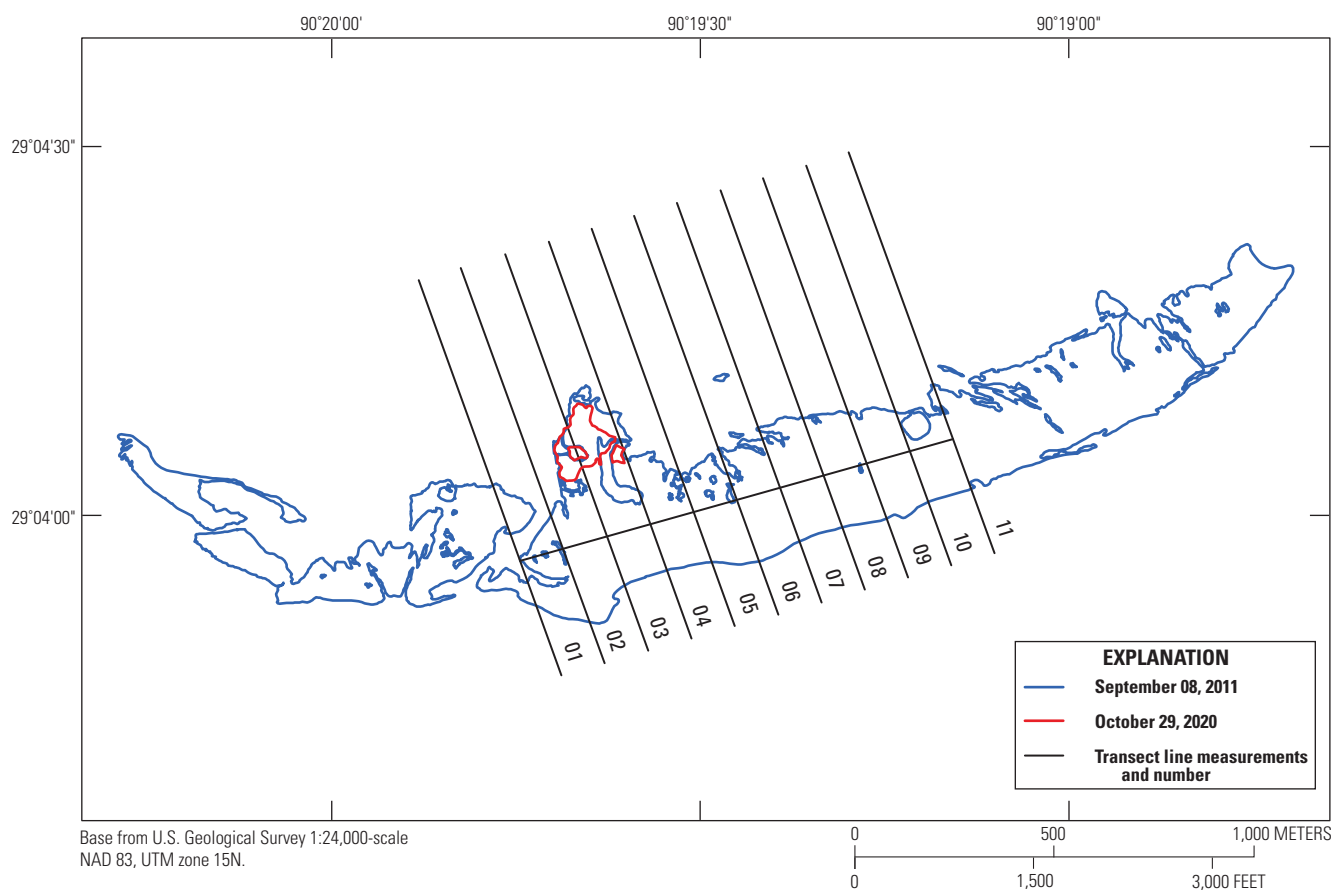 90°20'00"
90°19'30"
90°19'00"
29°04'30"
29°04'00"
01
02
03
04
05
06
07
08
09
10
11
EXPLANATION
September 08, 2011
October 29, 2020
Transect line measurements
and number
Base from U.S. Geological Survey 1:24,000-scale
NAD 83, UTM zone 15N.
0 500 1,000 METERS
0 1,500 3,000 FEET